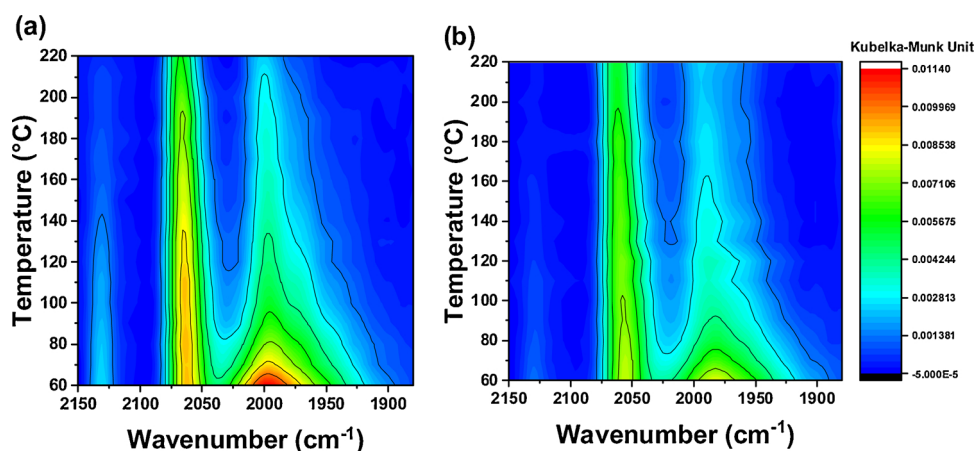 (a)
220
200
180
160
140
120
100
80
60
Temperature (°C)
2150 2100 2050 2000 1950 1900
Wavenumber (cm⁻¹)
(b)
220
200
180
160
140
120
100
80
60
Temperature (°C)
2150 2100 2050 2000 1950 1900
Wavenumber (cm⁻¹)
Kubelka-Munk Unit
0.01140
0.009969
0.008538
0.007106
0.005675
0.004244
0.002813
0.001381
-5.000E-5